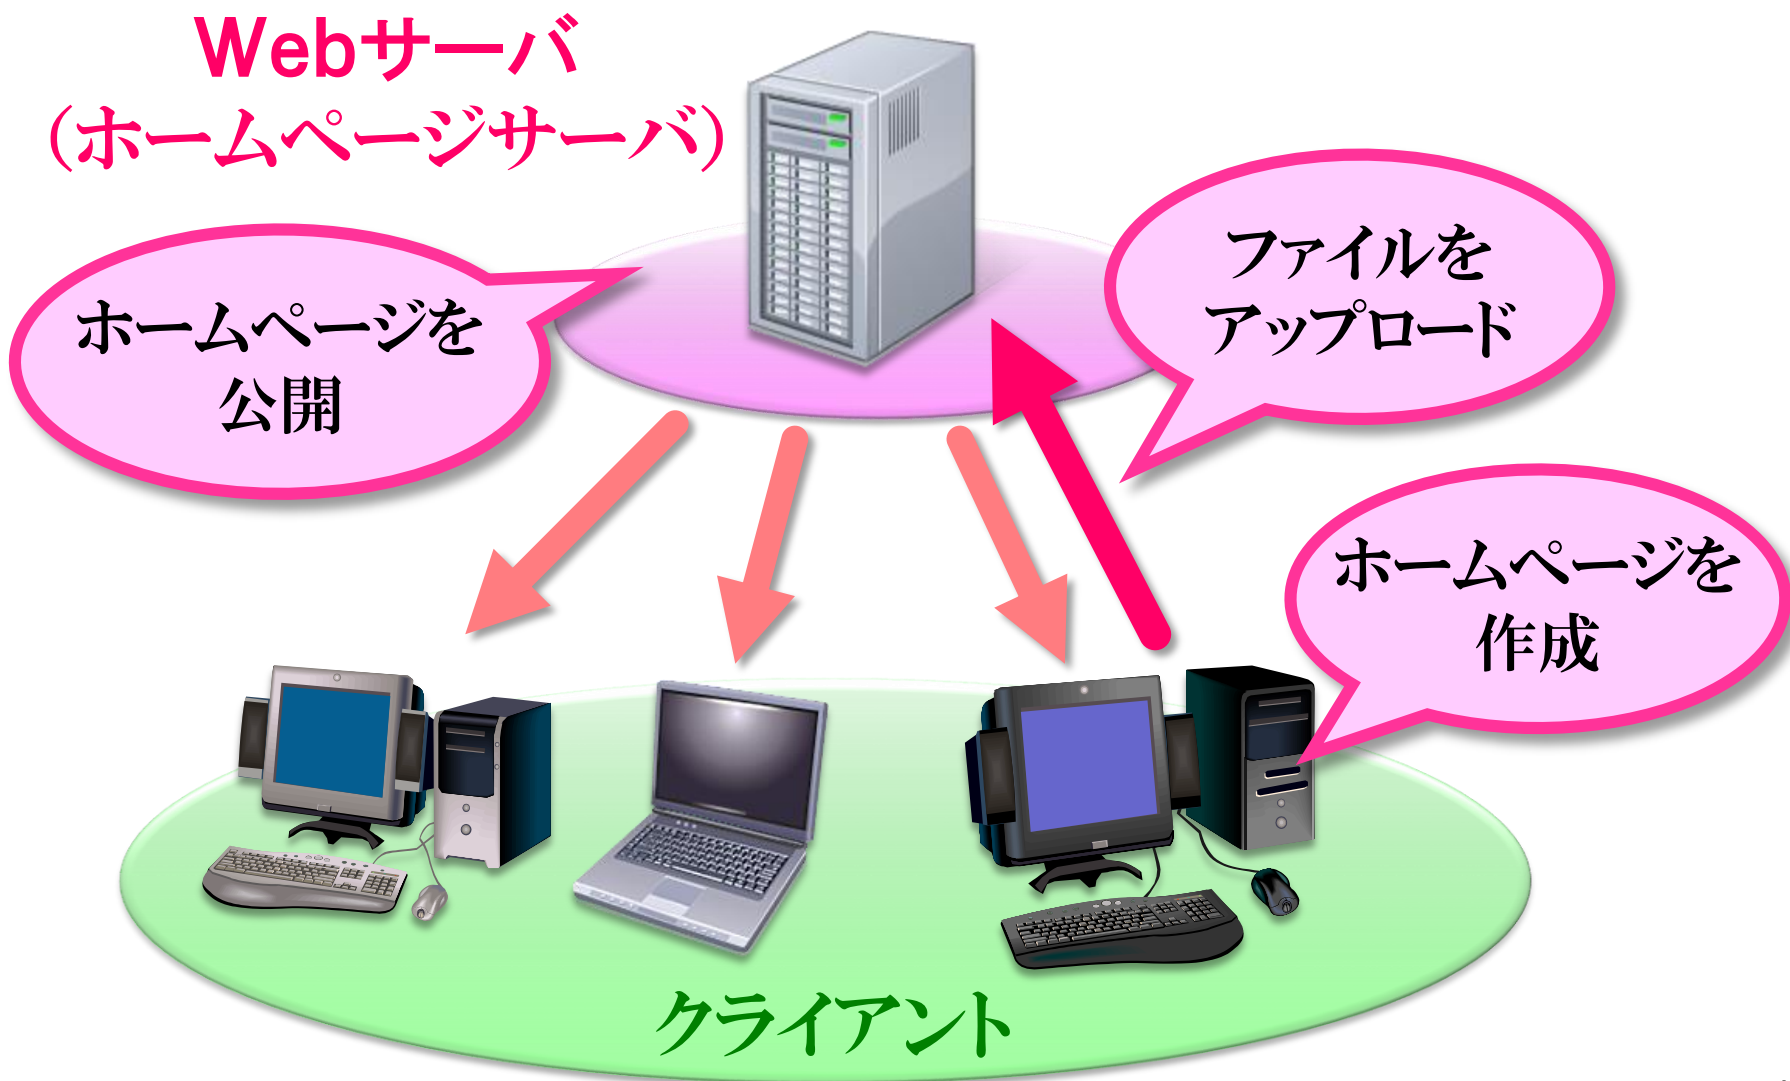 Webサーバ
（ホームページサーバ）
ホームページを
公開
ファイルを
アップロード
ホームページを
作成
クライアント